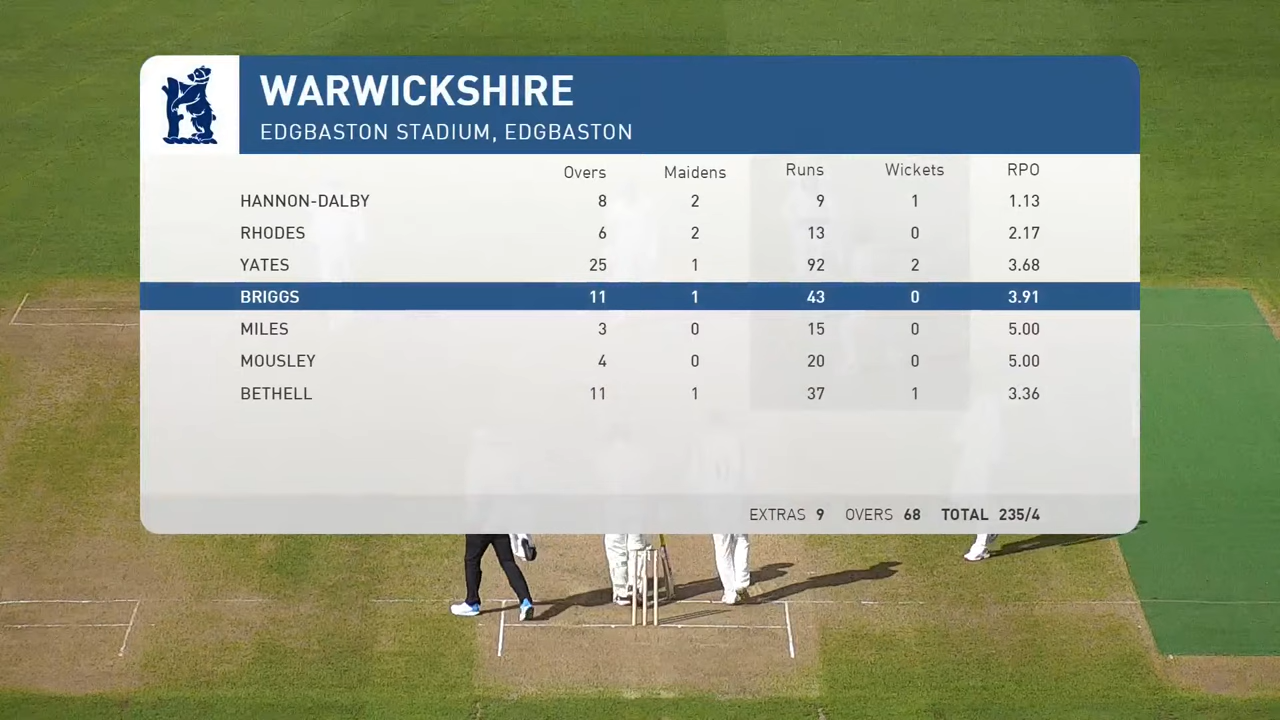 WARWICKSHIRE
EDGBASTON STADIUM, EDGBASTON
Overs Maidens Runs Wickets RPO
HANNON-DALBY 8 2 9 1 1.13
RHODES 6 2 13 0 2.17
YATES 25 1 92 2 3.68
BRIGGS 11 1 43 0 3.91
MILES 3 0 15 0 5.00
MOUSLEY 4 0 20 0 5.00
BETHELL 11 1 37 1 3.36
EXTRAS 9 OVERS 68 TOTAL 235/4